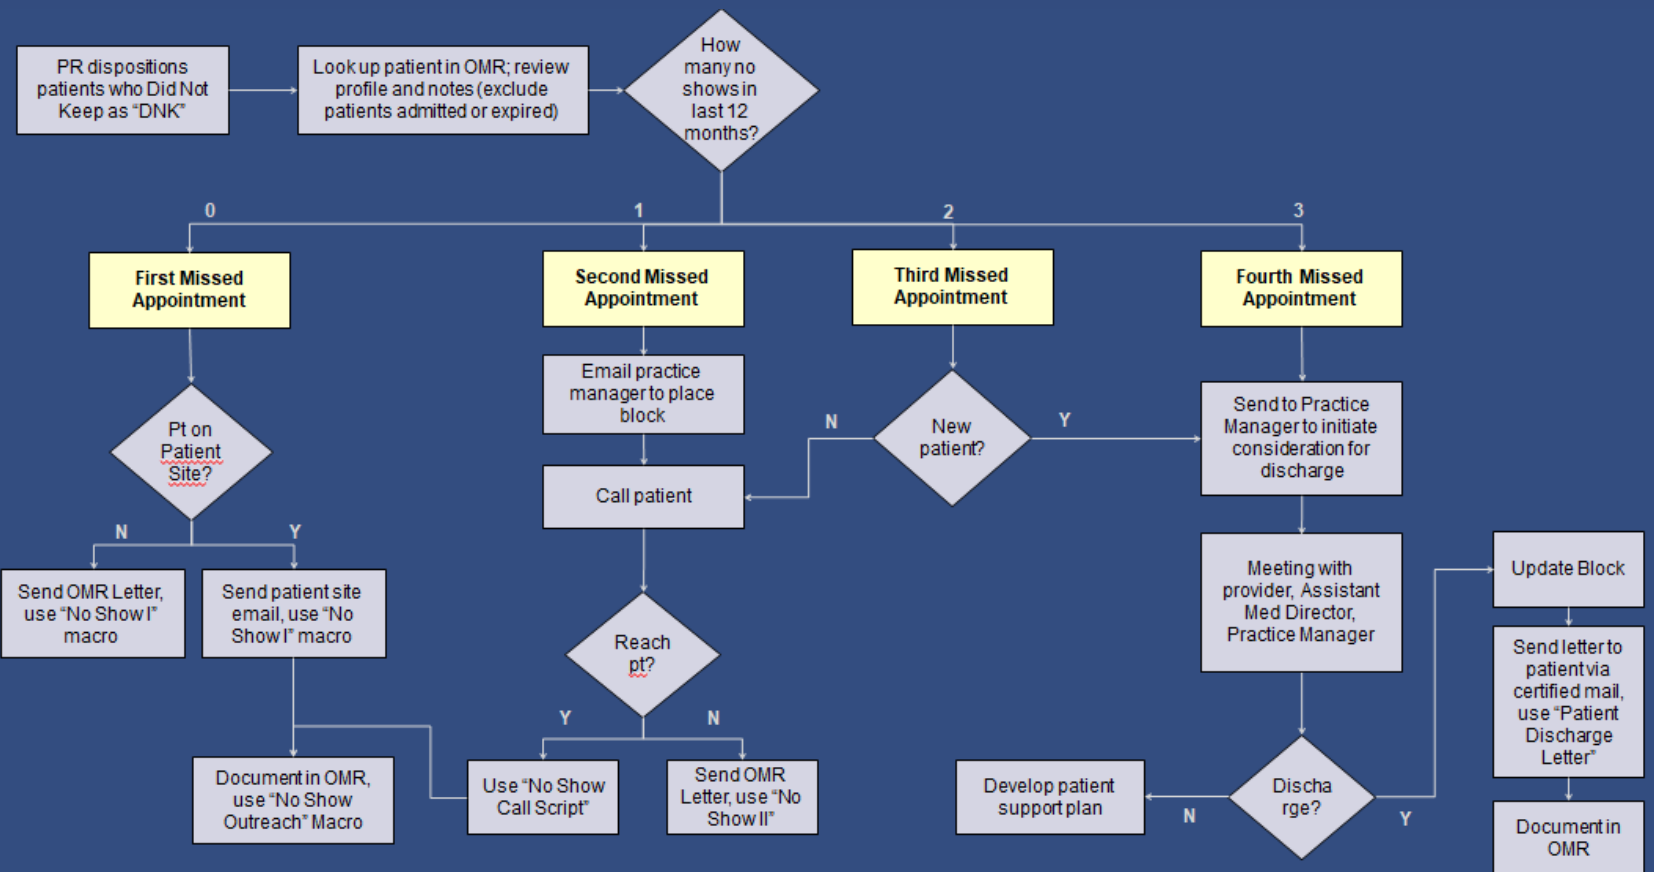 PR dispositions
patients who Did Not
Keep as “DNK”
Look up patient in OMR; review
profile and notes (exclude
patients admitted or expired)
How
many no
shows in
last 12
months?
0
1
2
3
First Missed
Appointment
Second Missed
Appointment
Third Missed
Appointment
Fourth Missed
Appointment
Pt on
Patient
Site?
N
Y
Send OMR Letter,
use “No Show I”
macro
Send patient site
email, use “No
Show I” macro
Document in OMR,
use “No Show
Outreach” Macro
Email practice
manager to place
block
Call patient
Reach
pt?
Y
N
Use “No Show
Call Script”
Send OMR
Letter, use “No
Show II”
New
patient?
N
Y
Send to Practice
Manager to initiate
consideration for
discharge
Meeting with
provider, Assistant
Med Director,
Practice Manager
Discha
rge?
N
Y
Develop patient
support plan
Update Block
Send letter to
patient via
certified mail,
use “Patient
Discharge
Letter”
Document in
OMR